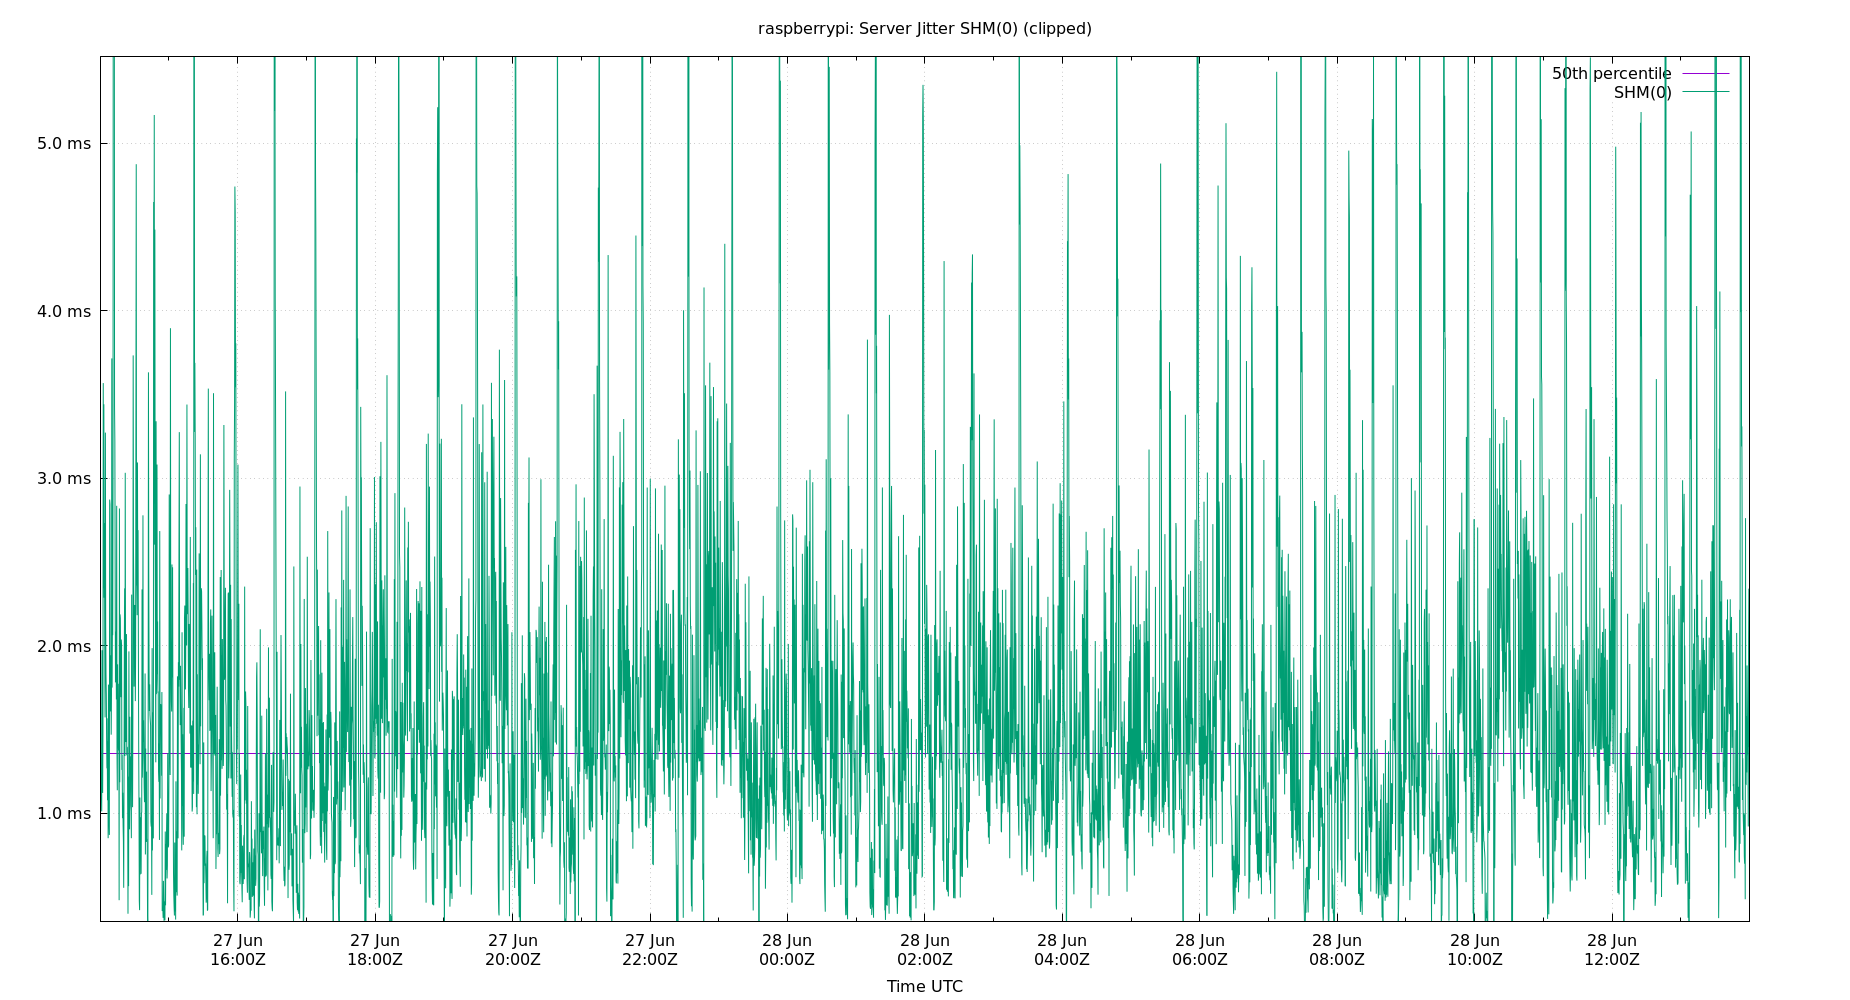 raspberrypi: Server Jitter SHM(0) (clipped)
50th percentile
SHM(0)
5.0 ms
4.0 ms
3.0 ms
2.0 ms
1.0 ms
27 Jun 27 Jun 27 Jun 27 Jun 28 Jun 28 Jun 28 Jun 28 Jun 28 Jun 28 Jun 28 Jun
16:00Z 18:00Z 20:00Z 22:00Z 00:00Z 02:00Z 04:00Z 06:00Z 08:00Z 10:00Z 12:00Z
Time UTC